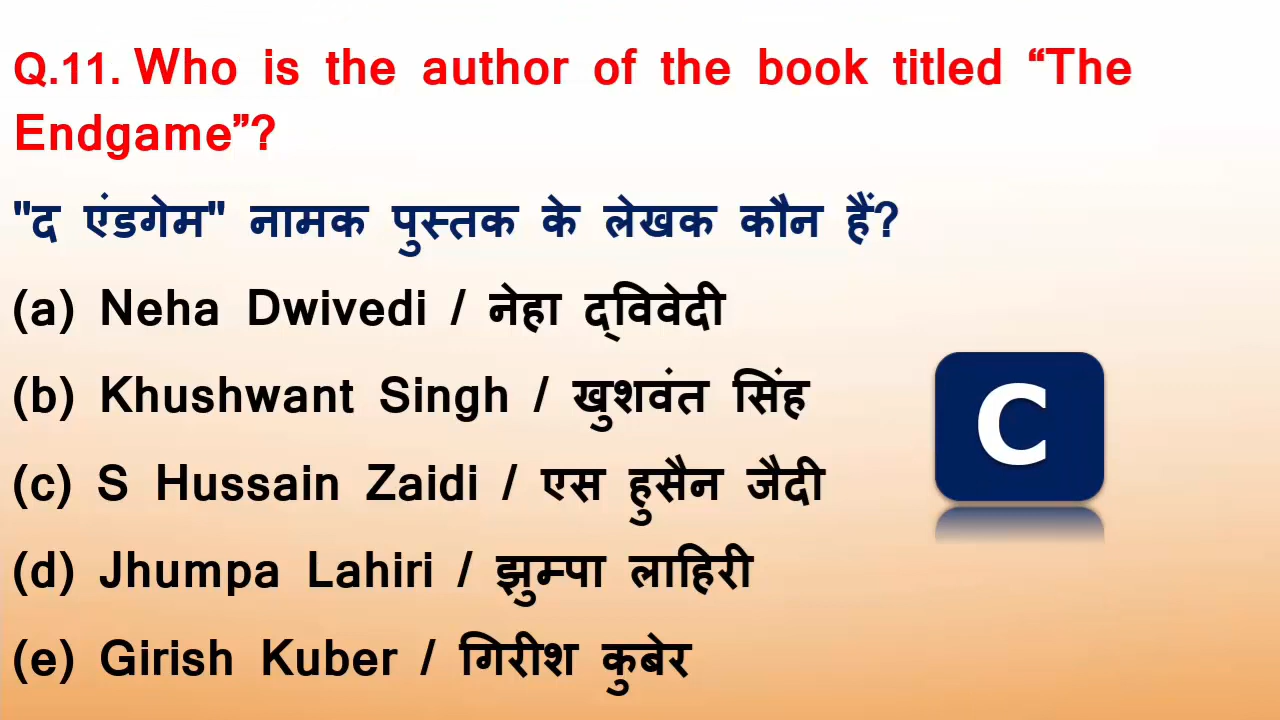 Q.11. Who is the author of the book titled “The
Endgame”?
"द एंडगेम" नामक पुस्तक के लेखक कौन हैं?
(a) Neha Dwivedi / नेहा द्विवेदी
(b) Khushwant Singh / खुशवंत सिंह
(c) S Hussain Zaidi / एस हुसैन जैदी
C
(d) Jhumpa Lahiri / झुम्पा लाहिरी
(e) Girish Kuber / गिरीश कुबेर